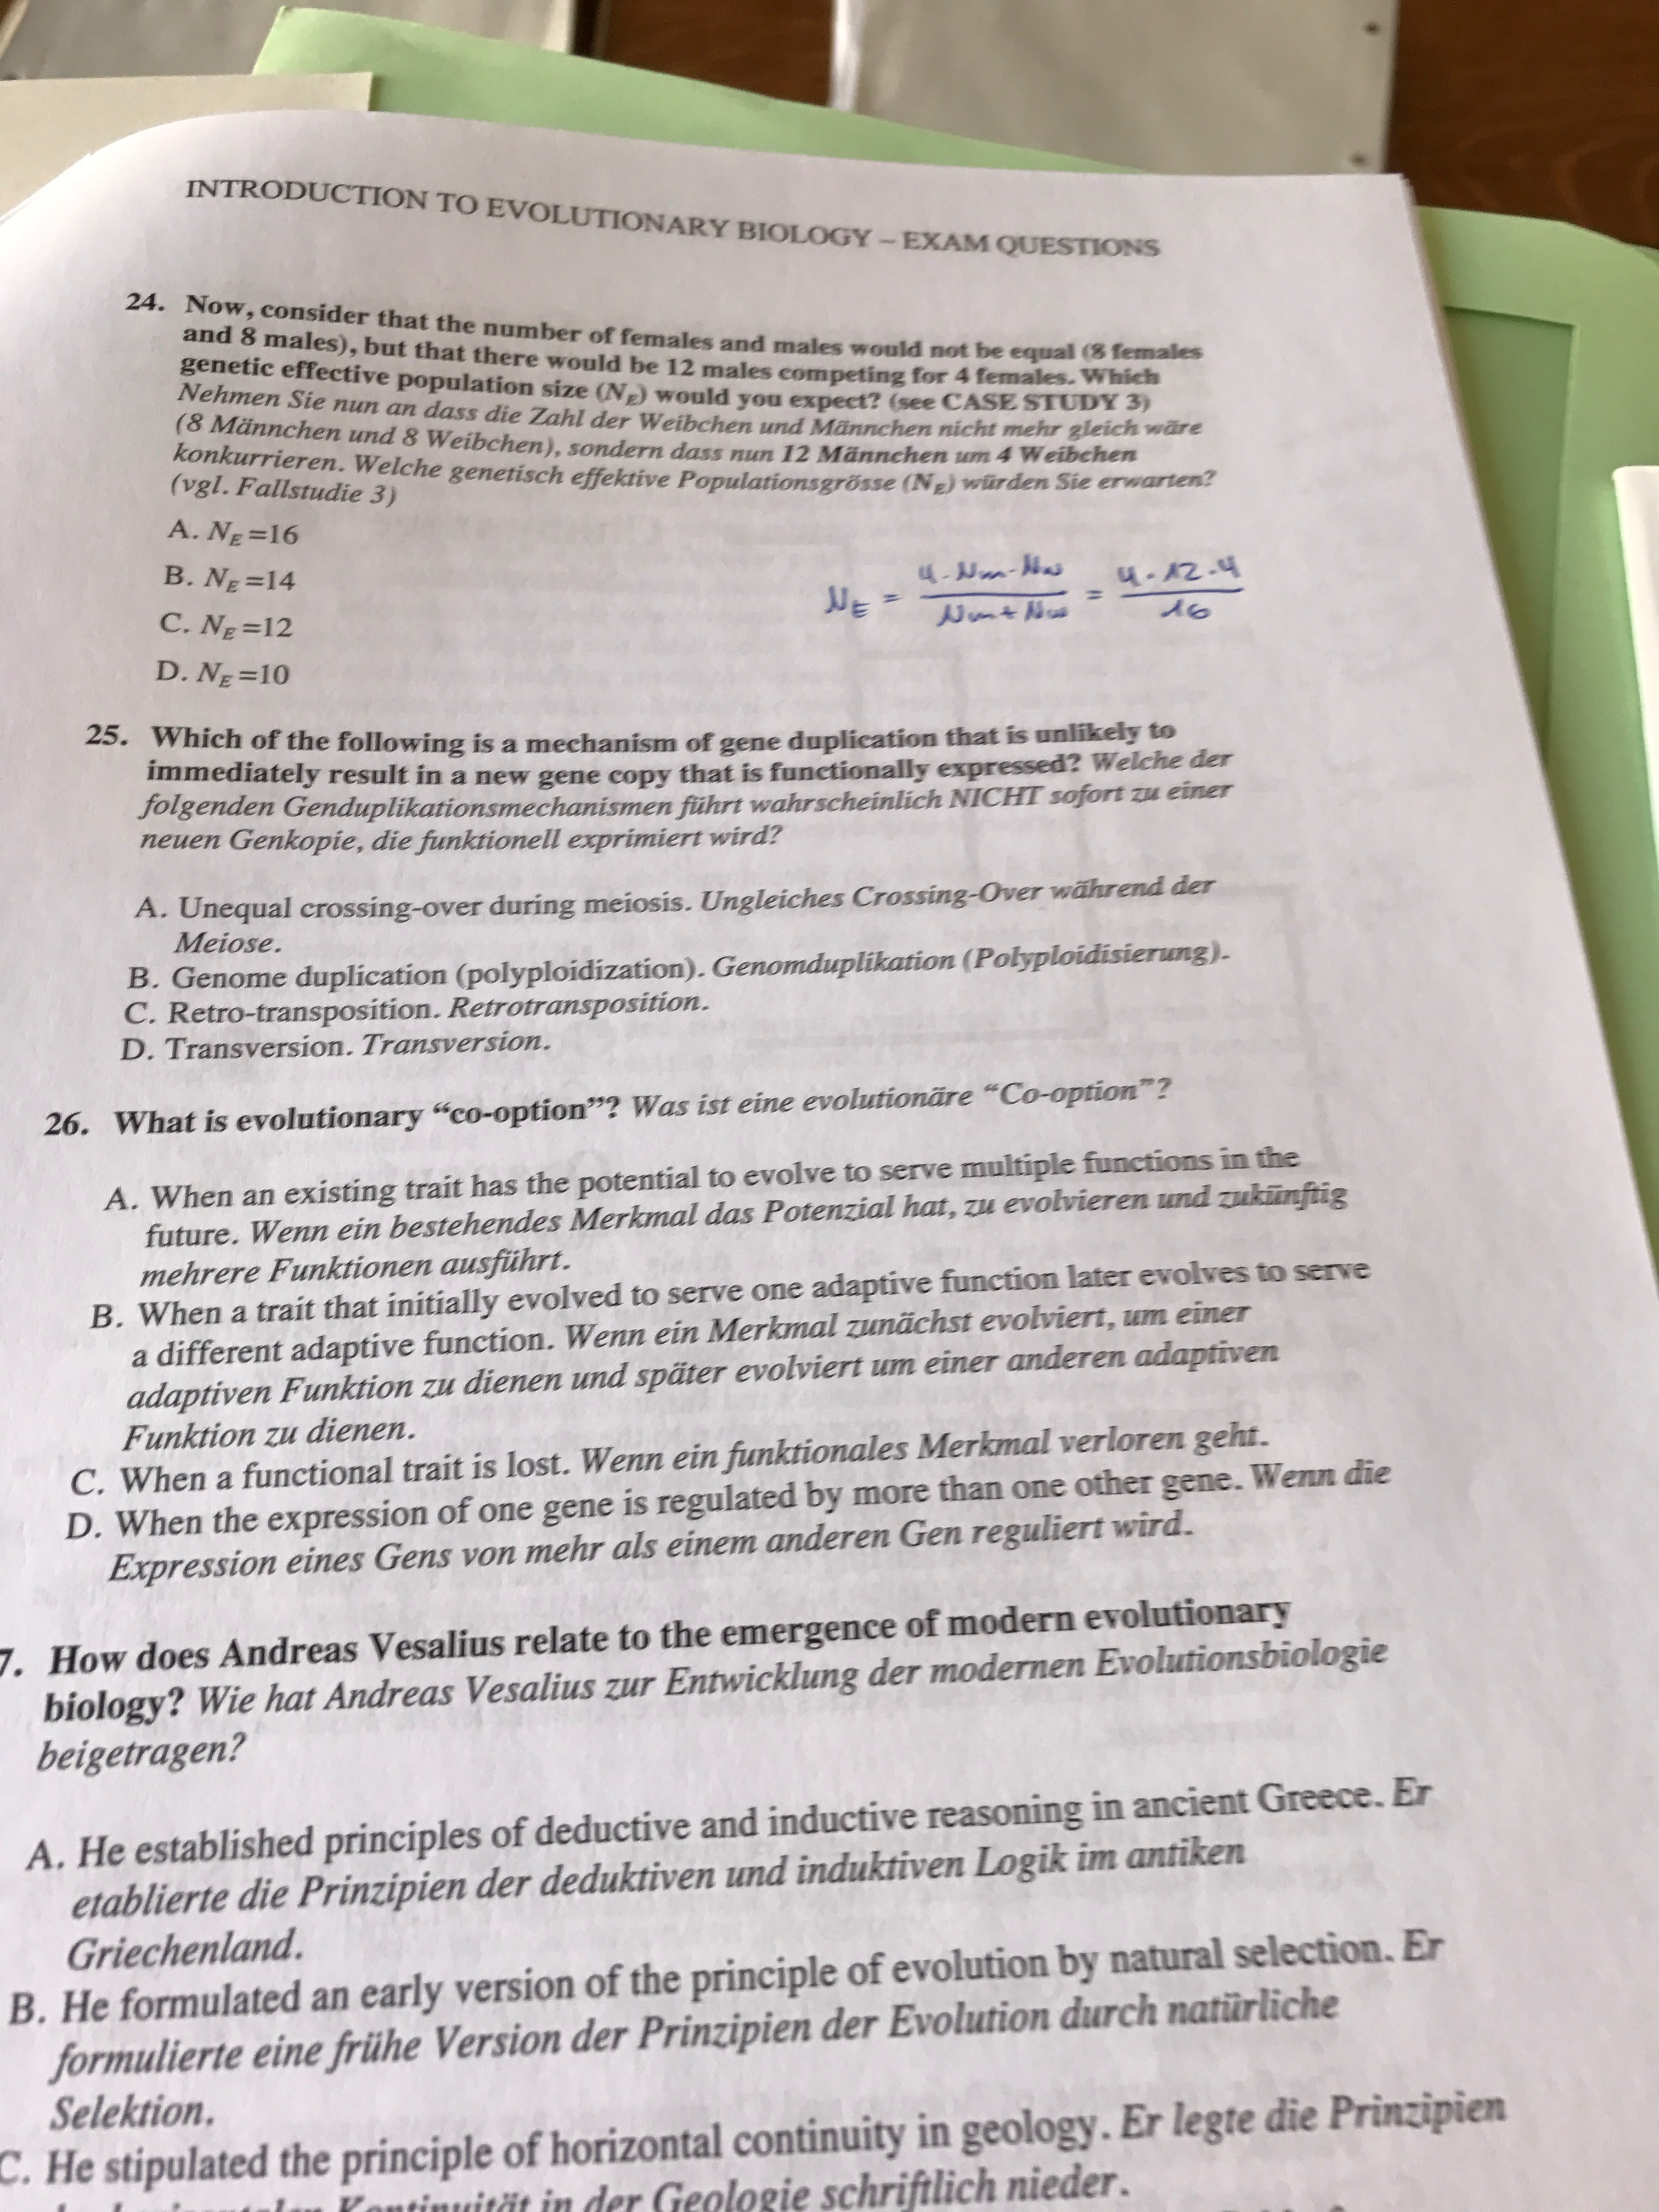 INTRODUCTION TO EVOLUTIONARY BIOLOGY – EXAM QUESTIONS
24. Now, consider that the number of females and males would not be equal (8 females
and 8 males), but that there would be 12 males competing for 4 females. Which
genetic effective population size (NE) would you expect? (see CASE STUDY 3)
Nehmen Sie nun an dass die Zahl der Weibchen und Männchen nicht mehr gleich wäre
(8 Männchen und 8 Weibchen), sondern dass nun 12 Männchen um 4 Weibchen
konkurrieren. Welche genetisch effektive Populationsgrösse (NE) würden Sie erwarten?
(vgl. Fallstudie 3)
A. NE=16
B. NE=14
C. NE=12
D. NE=10
NE = 4·Nm·Nw / Nm+Nw = 4·12·4 / 16
25. Which of the following is a mechanism of gene duplication that is unlikely to
immediately result in a new gene copy that is functionally expressed? Welche der
folgenden Genduplikationsmechanismen führt wahrscheinlich NICHT sofort zu einer
neuen Genkopie, die funktionell exprimiert wird?
A. Unequal crossing-over during meiosis. Ungleiches Crossing-Over während der
Meiose.
B. Genome duplication (polyploidization). Genomduplikation (Polyploidisierung).
C. Retro-transposition. Retrotransposition.
D. Transversion. Transversion.
26. What is evolutionary “co-option”? Was ist eine evolutionäre “Co-option”?
A. When an existing trait has the potential to evolve to serve multiple functions in the
future. Wenn ein bestehendes Merkmal das Potenzial hat, zu evolvieren und zukünftig
mehrere Funktionen ausführt.
B. When a trait that initially evolved to serve one adaptive function later evolves to serve
a different adaptive function. Wenn ein Merkmal zunächst evolviert, um einer
adaptiven Funktion zu dienen und später evolviert um einer anderen adaptiven
Funktion zu dienen.
C. When a functional trait is lost. Wenn ein funktionales Merkmal verloren geht.
D. When the expression of one gene is regulated by more than one other gene. Wenn die
Expression eines Gens von mehr als einem anderen Gen reguliert wird.
7. How does Andreas Vesalius relate to the emergence of modern evolutionary
biology? Wie hat Andreas Vesalius zur Entwicklung der modernen Evolutionsbiologie
beigetragen?
A. He established principles of deductive and inductive reasoning in ancient Greece. Er
etablierte die Prinzipien der deduktiven und induktiven Logik im antiken
Griechenland.
B. He formulated an early version of the principle of evolution by natural selection. Er
formulierte eine frühe Version der Prinzipien der Evolution durch natürliche
Selektion.
C. He stipulated the principle of horizontal continuity in geology. Er legte die Prinzipien
Kontinuität in der Geologie schriftlich nieder.